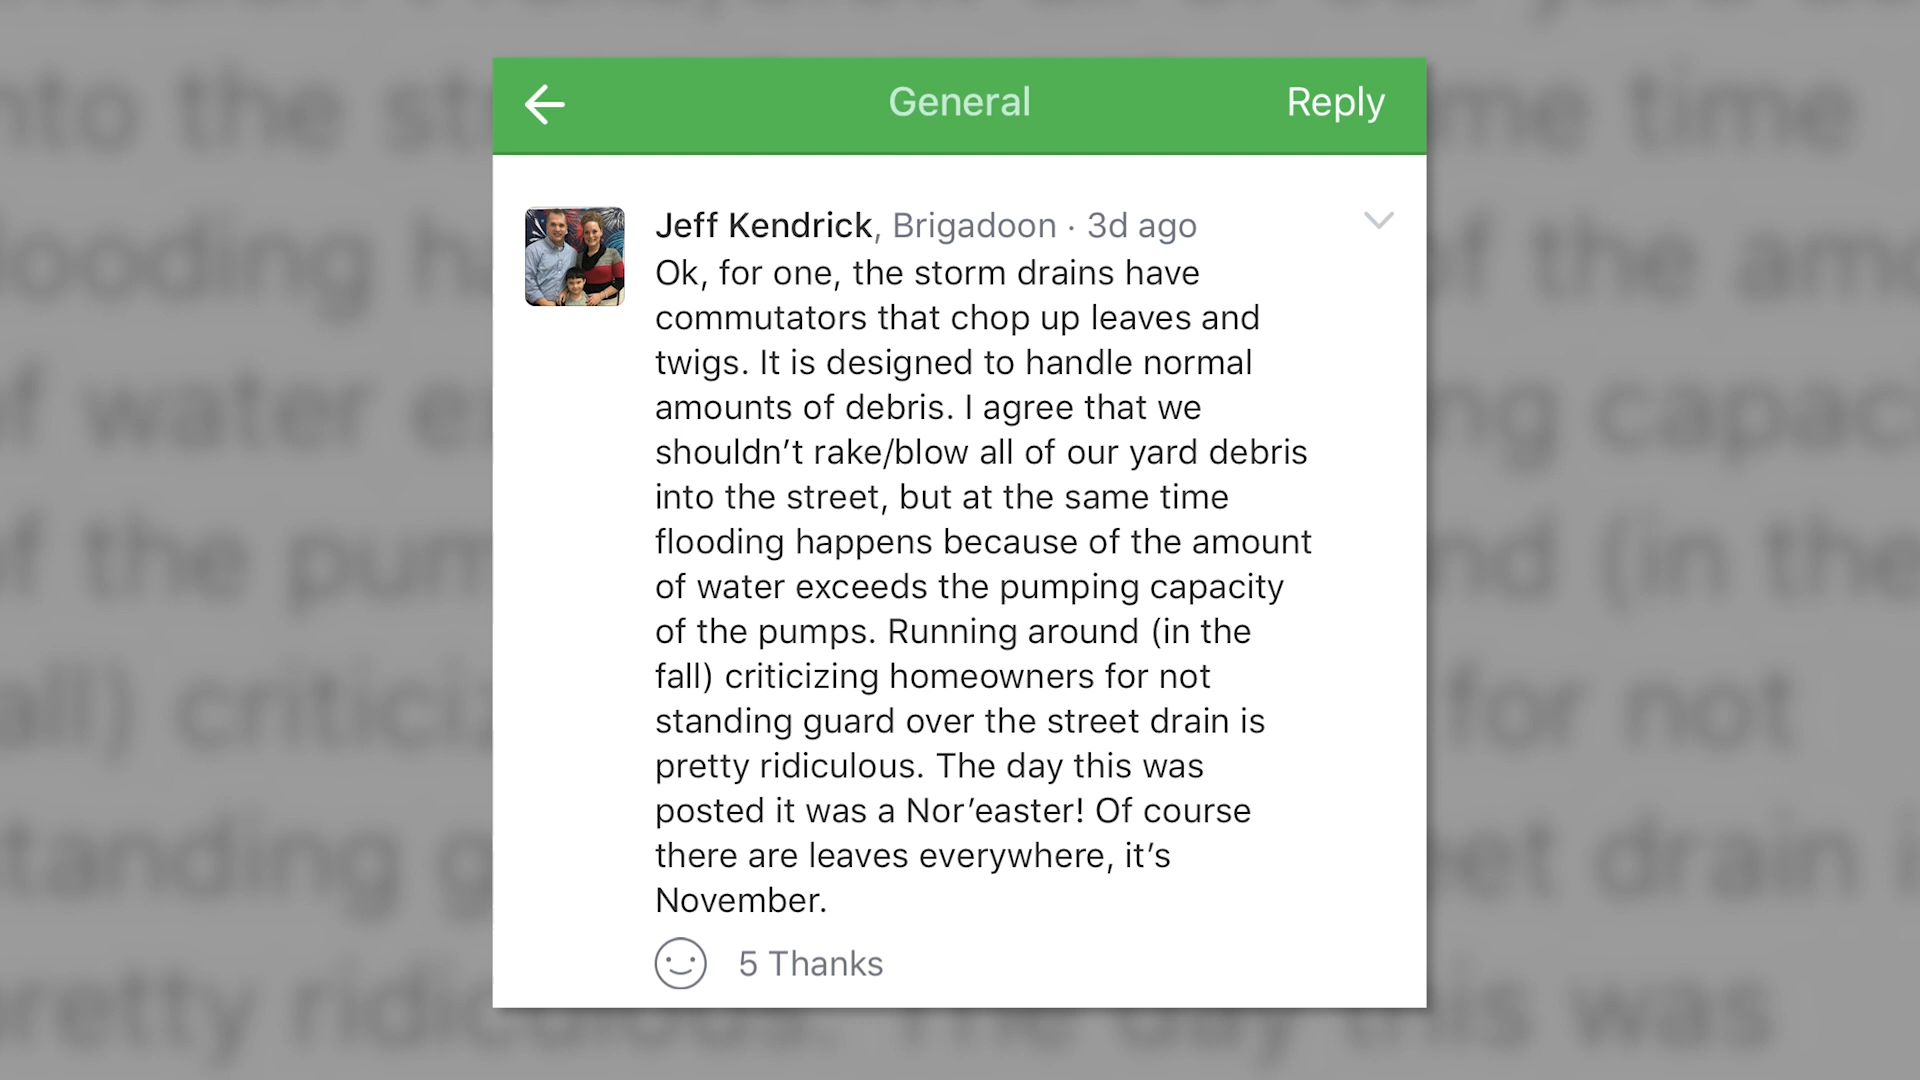 General
Reply
Jeff Kendrick, Brigadoon · 3d ago
Ok, for one, the storm drains have
commutators that chop up leaves and
twigs. It is designed to handle normal
amounts of debris. I agree that we
shouldn’t rake/blow all of our yard debris
into the street, but at the same time
flooding happens because of the amount
of water exceeds the pumping capacity
of the pumps. Running around (in the
fall) criticizing homeowners for not
standing guard over the street drain is
pretty ridiculous. The day this was
posted it was a Nor’easter! Of course
there are leaves everywhere, it’s
November.
5 Thanks